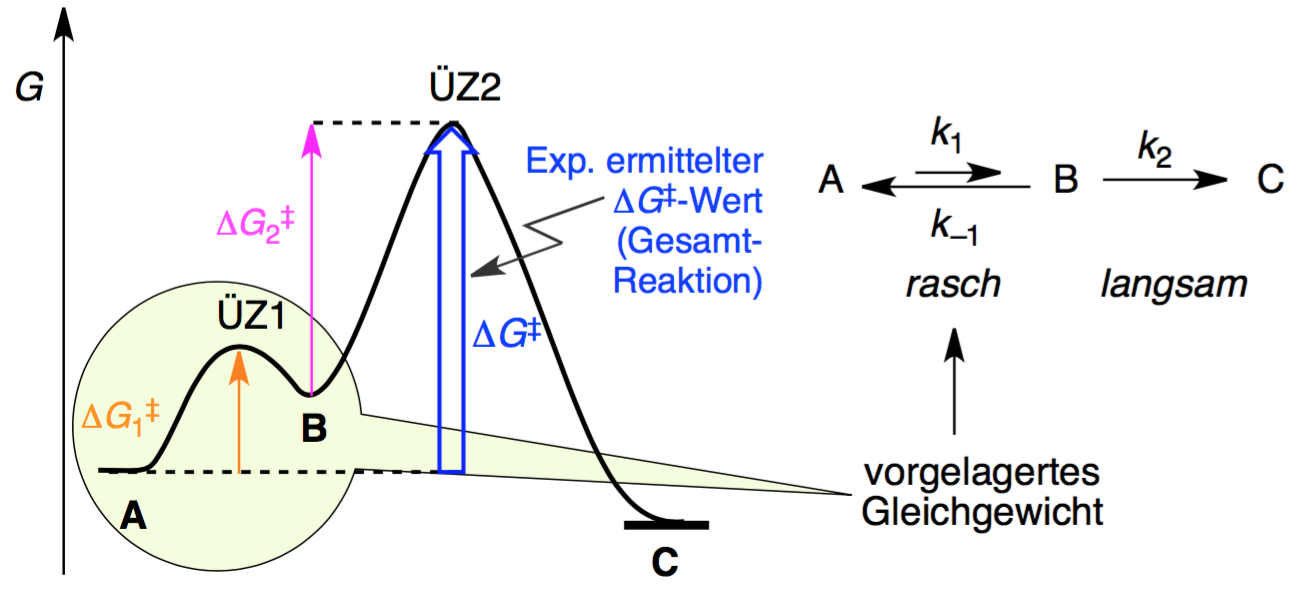 G
ÜZ2
Exp. ermittelter
ΔG‡-Wert
(Gesamt-
Reaktion)
ΔG₂‡
ÜZ1
ΔG‡
ΔG₁‡
B
A
C
k₁
k₂
A
B
C
k₋₁
rasch
langsam
vorgelagertes
Gleichgewicht